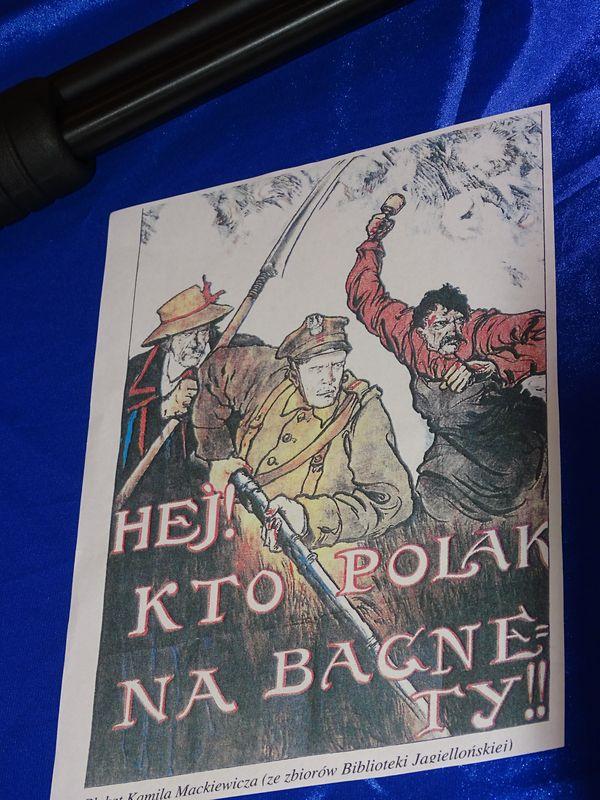 HEJ!
KTO POLAK
NA BAGNE=
TY!!
Plakat Kamila Mackiewicza (ze zbiorów Biblioteki Jagiellońskiej)